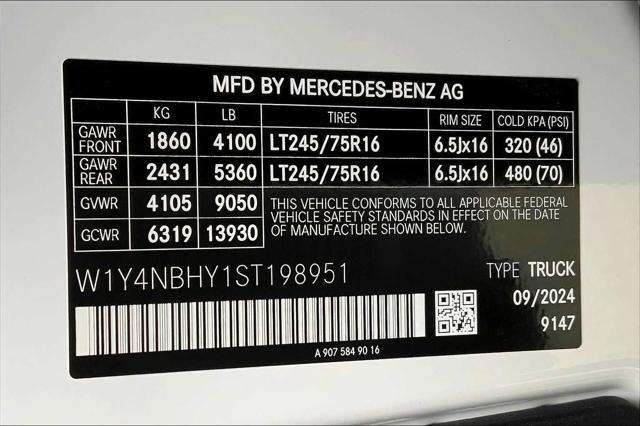 MFD BY MERCEDES-BENZ AG
KG LB TIRES RIM SIZE COLD KPA (PSI)
GAWR FRONT 1860 4100 LT245/75R16 6.5Jx16 320 (46)
GAWR REAR 2431 5360 LT245/75R16 6.5Jx16 480 (70)
GVWR 4105 9050
GCWR 6319 13930
THIS VEHICLE CONFORMS TO ALL APPLICABLE FEDERAL
VEHICLE SAFETY STANDARDS IN EFFECT ON THE DATE
OF MANUFACTURE SHOWN BELOW.
W1Y4NBHY1ST198951
TYPE TRUCK
09/2024
9147
A 907 584 90 16